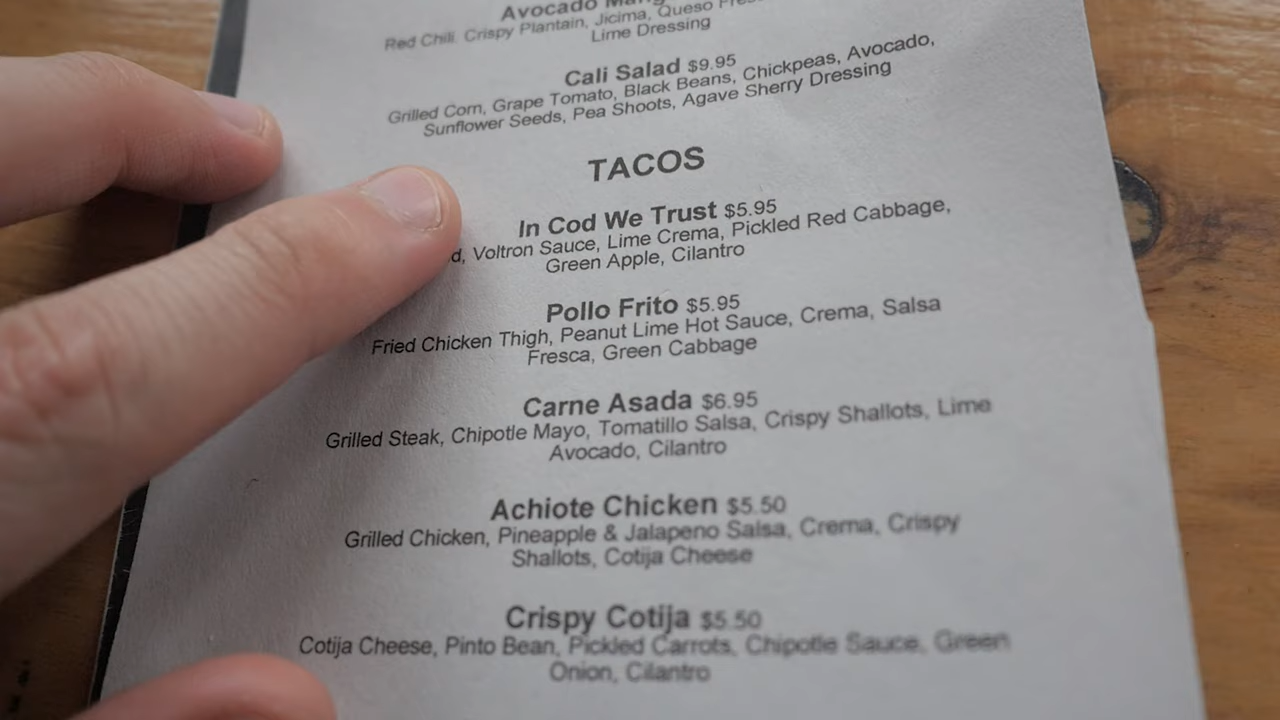 Avocado
Red Chili. Crispy Plantain, Jicima, Queso
Lime Dressing
Cali Salad $9.95
Grilled Corn, Grape Tomato, Black Beans, Chickpeas, Avocado,
Sunflower Seeds, Pea Shoots, Agave Sherry Dressing
TACOS
In Cod We Trust $5.95
Voltron Sauce, Lime Crema, Pickled Red Cabbage,
Green Apple, Cilantro
Pollo Frito $5.95
Fried Chicken Thigh, Peanut Lime Hot Sauce, Crema, Salsa
Fresca, Green Cabbage
Carne Asada $6.95
Grilled Steak, Chipotle Mayo, Tomatillo Salsa, Crispy Shallots, Lime
Avocado, Cilantro
Achiote Chicken $5.50
Grilled Chicken, Pineapple & Jalapeno Salsa, Crema, Crispy
Shallots, Cotija Cheese
Crispy Cotija $5.50
Cotija Cheese, Pinto Bean, Pickled Carrots, Chipotle Sauce, Green
Onion, Cilantro